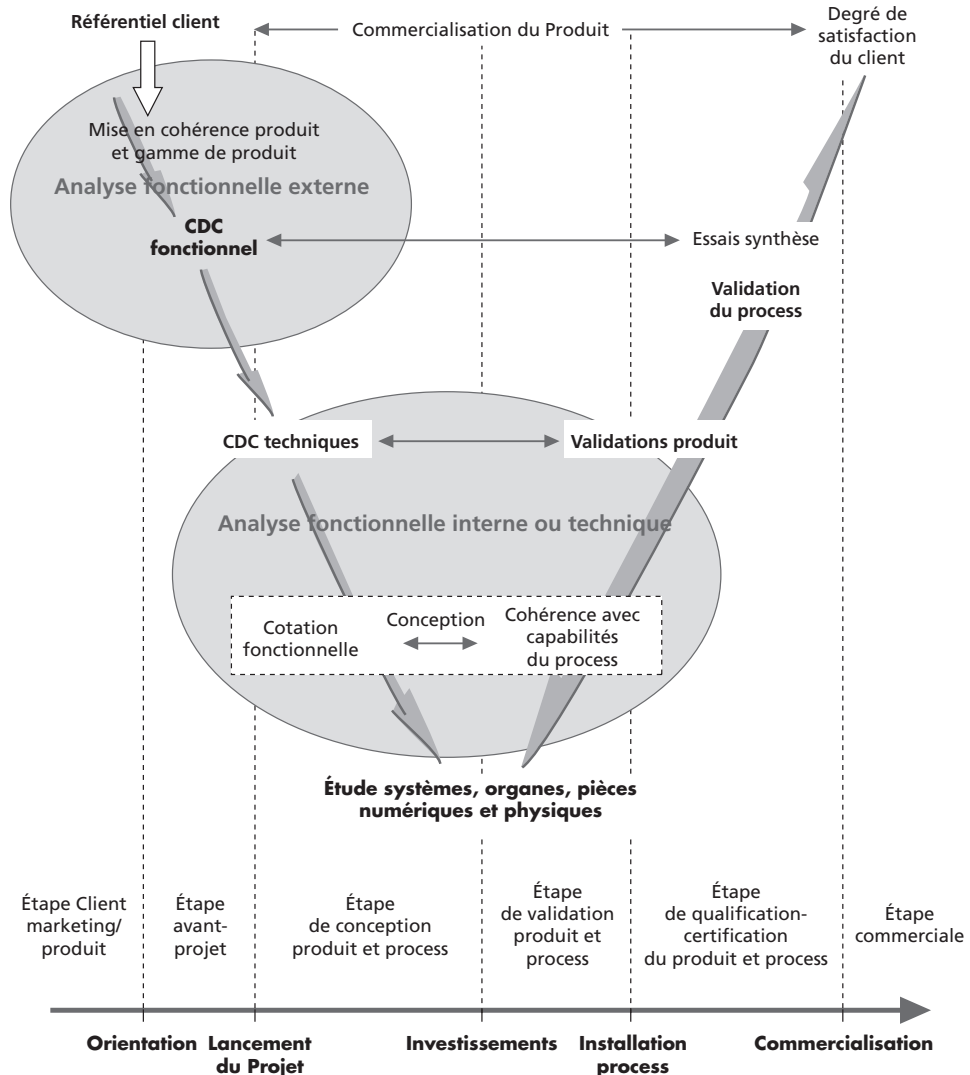 Référentiel client
Commercialisation du Produit
Degré de
satisfaction
du client
Mise en cohérence produit
et gamme de produit
Analyse fonctionnelle externe
CDC
fonctionnel
Essais synthèse
Validation
du process
CDC techniques
Validations produit
Analyse fonctionnelle interne ou technique
Cotation
fonctionnelle
Conception
Cohérence avec
capabilités
du process
Étude systèmes, organes, pièces
numériques et physiques
Étape Client
marketing/
produit
Étape
avant-
projet
Étape
de conception
produit et process
Étape
de validation
produit et
process
Étape
de qualification-
certification
du produit et process
Étape
commerciale
Orientation
Lancement
du Projet
Investissements
Installation
process
Commercialisation